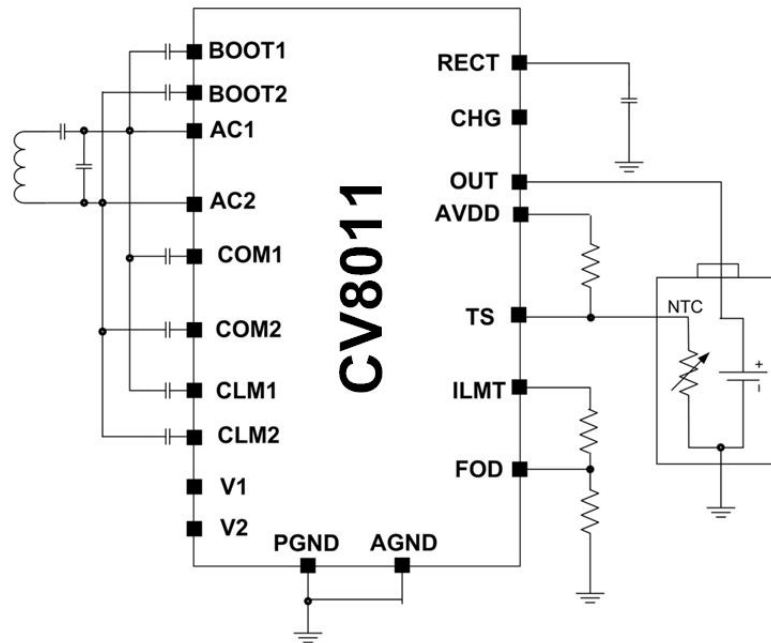 BOOT1
BOOT2
AC1
AC2
COM1
COM2
CLM1
CLM2
V1
V2
PGND
AGND
CV8011
RECT
CHG
OUT
AVDD
TS
ILMT
FOD
NTC
+
−